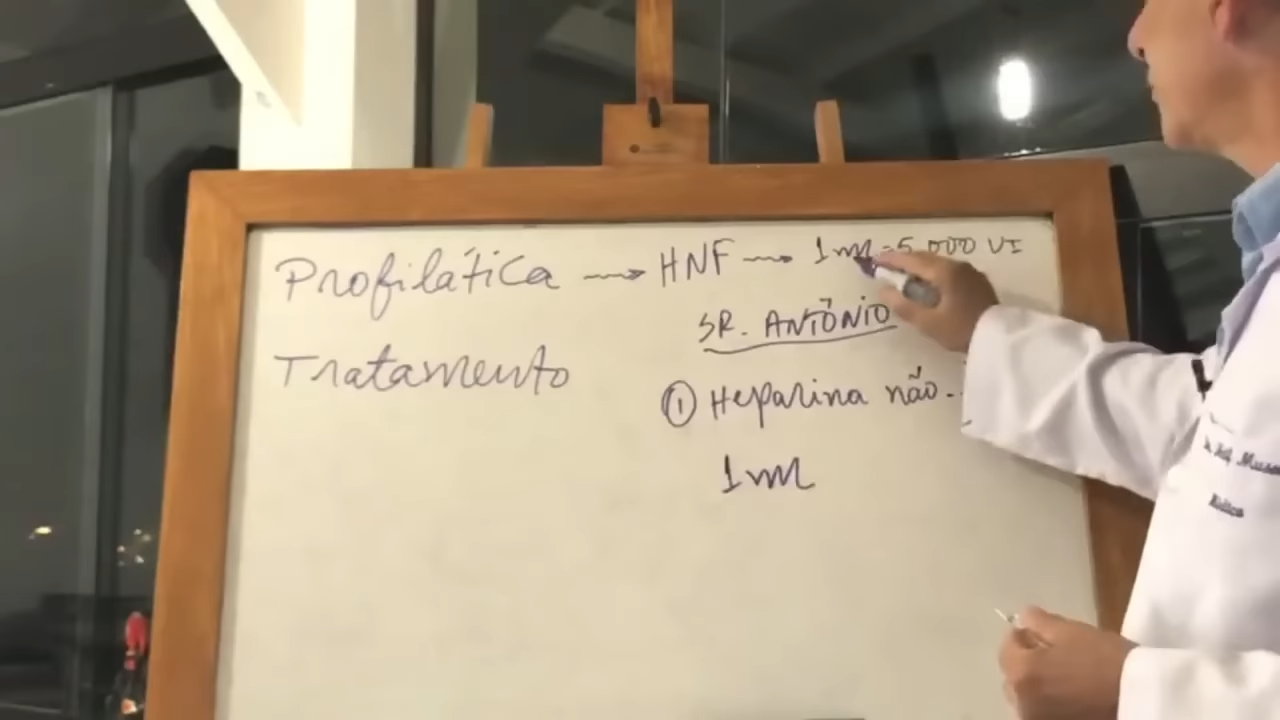 Profilática → HNF → 1ml = 5.000 UI
SR. ANTÔNIO
Tratamento
① Heparina não..
1ml